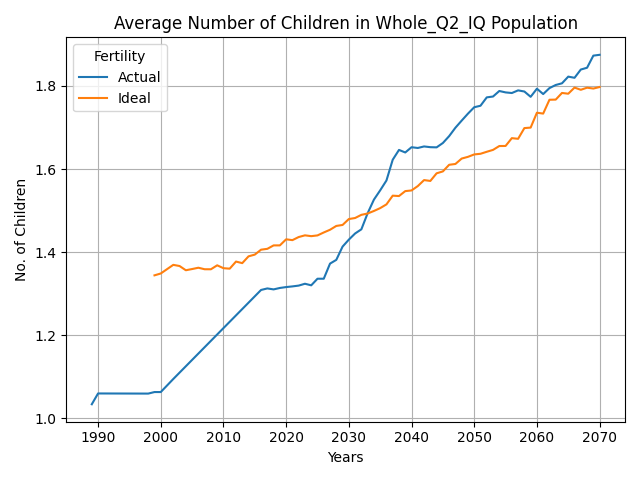 Average Number of Children in Whole_Q2_IQ Population
Fertility
Actual
Ideal
No. of Children
1.8
1.6
1.4
1.2
1.0
1990 2000 2010 2020 2030 2040 2050 2060 2070
Years